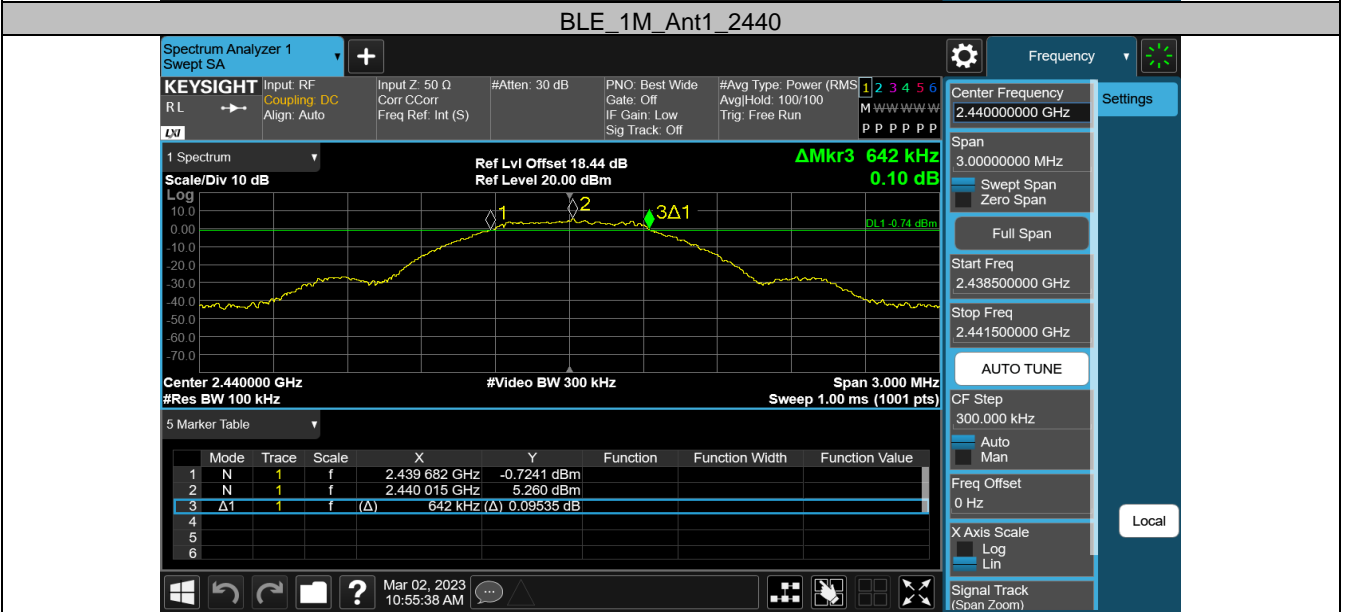 BLE_1M_Ant1_2440
Spectrum Analyzer 1
Swept SA
Frequency
KEYSIGHT
RL
LXI
Input: RF
Coupling: DC
Align: Auto
Input Z: 50 Ω
Corr CCorr
Freq Ref: Int (S)
#Atten: 30 dB
PNO: Best Wide
Gate: Off
IF Gain: Low
Sig Track: Off
#Avg Type: Power (RMS
Avg|Hold: 100/100
Trig: Free Run
1 2 3 4 5 6
M W W W W W
P P P P P P
1 Spectrum
Scale/Div 10 dB
Ref Lvl Offset 18.44 dB
Ref Level 20.00 dBm
ΔMkr3 642 kHz
0.10 dB
Log
10.0
0.00
-10.0
-20.0
-30.0
-40.0
-50.0
-60.0
-70.0
1
2
3Δ1
DL1 -0.74 dBm
Center 2.440000 GHz
#Video BW 300 kHz
Span 3.000 MHz
#Res BW 100 kHz
Sweep 1.00 ms (1001 pts)
5 Marker Table
Mode Trace Scale X Y Function Function Width Function Value
1 N 1 f 2.439 682 GHz -0.7241 dBm
2 N 1 f 2.440 015 GHz 5.260 dBm
3 Δ1 1 f (Δ) 642 kHz (Δ) 0.09535 dB
4
5
6
Mar 02, 2023
10:55:38 AM
?
Center Frequency
2.440000000 GHz
Settings
Span
3.00000000 MHz
Swept Span
Zero Span
Full Span
Start Freq
2.438500000 GHz
Stop Freq
2.441500000 GHz
AUTO TUNE
CF Step
300.000 kHz
Auto
Man
Freq Offset
0 Hz
X Axis Scale
Log
Lin
Local
Signal Track
(Span Zoom)